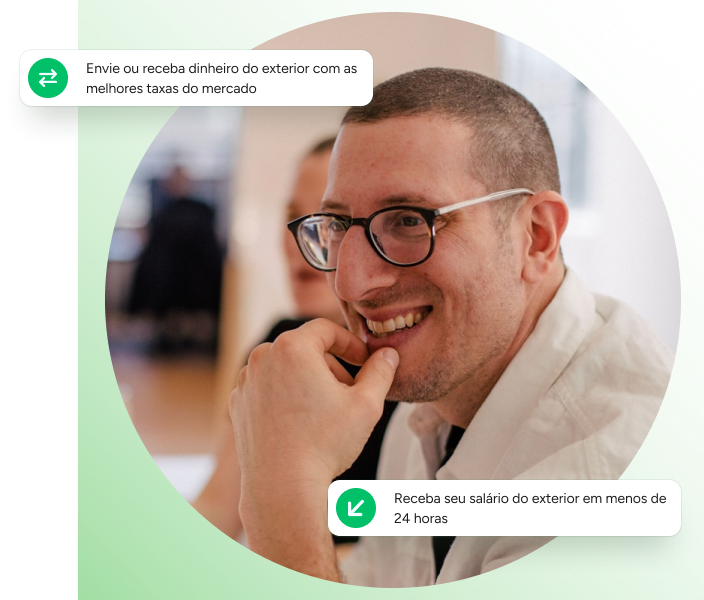 Envie ou receba dinheiro do exterior com as
melhores taxas do mercado
Receba seu salário do exterior em menos de
24 horas